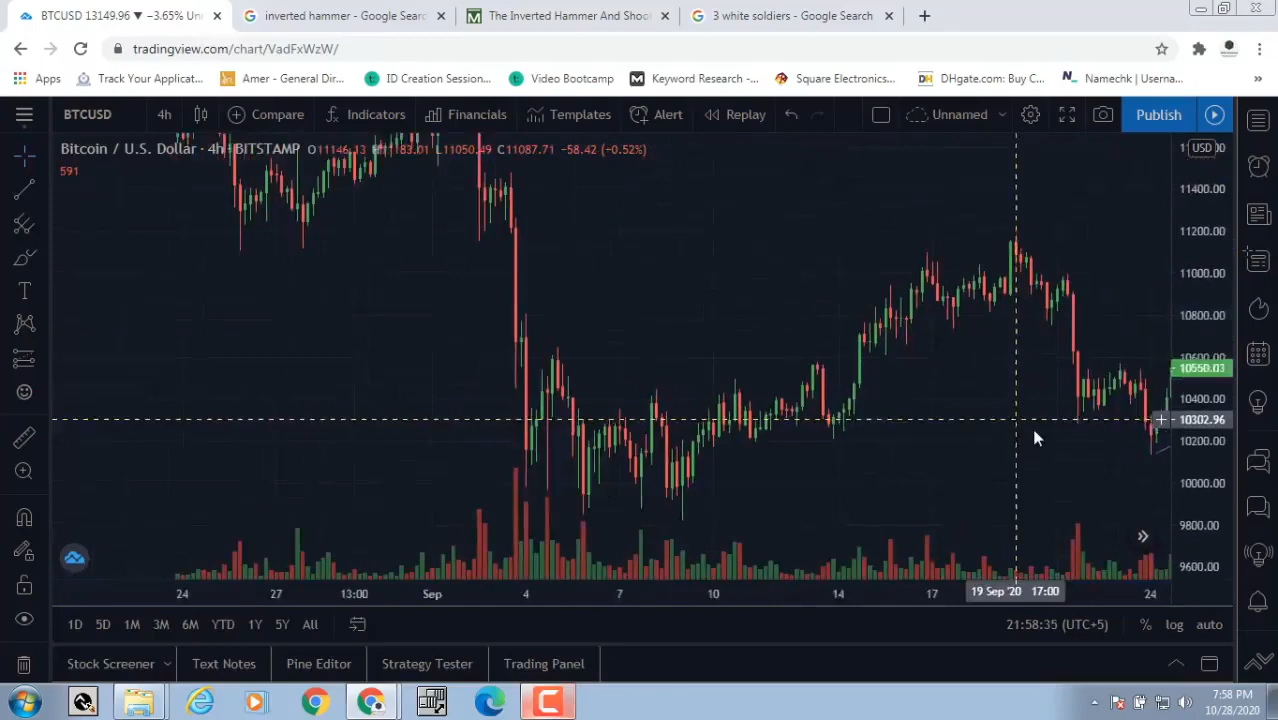 BTCUSD 13149.96 ▼ −3.65% Un
inverted hammer - Google Searc
The Inverted Hammer And Shoo
3 white soldiers - Google Search
tradingview.com/chart/VadFxWzW/
Apps
Track Your Applicat...
Amer - General Dir...
ID Creation Session...
Video Bootcamp
Keyword Research -...
Square Electronics...
DHgate.com: Buy C...
Namechk | Userna...
BTCUSD
4h
Compare
Indicators
Financials
Templates
Alert
Replay
Unnamed
Publish
Bitcoin / U.S. Dollar · 4h · BITSTAMP O11146.13 H11183.01 L11050.49 C11087.71 −58.42 (−0.52%)
591
USD
11400.00
11200.00
11000.00
10800.00
10600.00
10550.03
10400.00
10302.96
10200.00
10000.00
9800.00
9600.00
24
27
13:00
Sep
4
7
10
14
17
19 Sep '20 17:00
24
1D
5D
1M
3M
6M
YTD
1Y
5Y
All
21:58:35 (UTC+5)
%
log
auto
Stock Screener
Text Notes
Pine Editor
Strategy Tester
Trading Panel
7:58 PM
10/28/2020